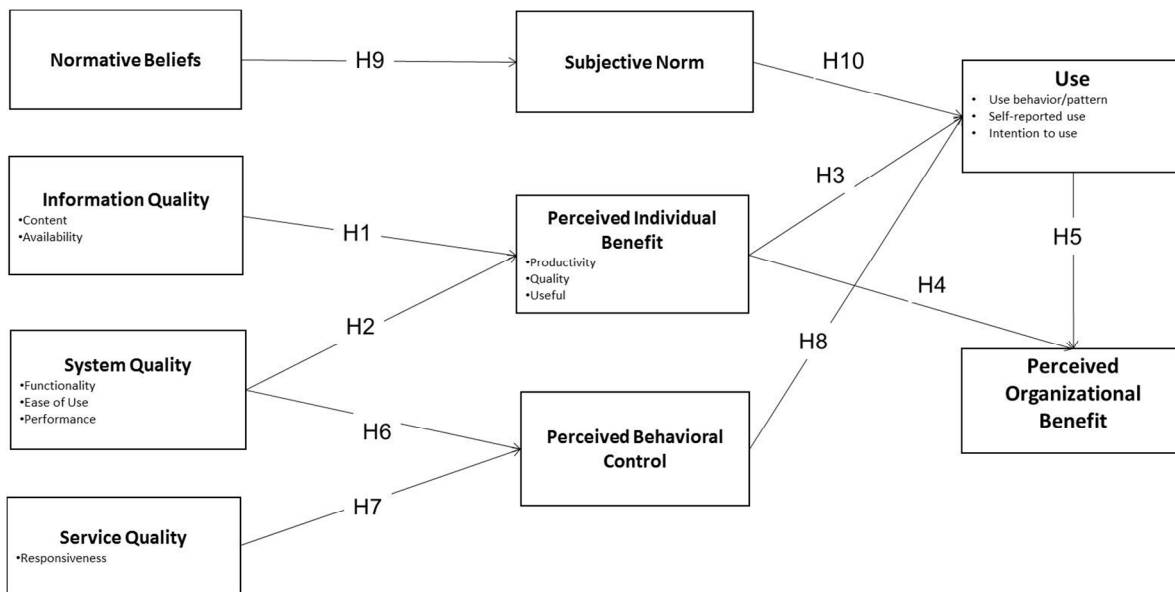 Normative Beliefs
H9
Subjective Norm
H10
Use
• Use behavior/pattern
• Self-reported use
• Intention to use
Information Quality
•Content
•Availability
H1
Perceived Individual
Benefit
•Productivity
•Quality
•Useful
H3
H5
H4
H2
System Quality
•Functionality
•Ease of Use
•Performance
H6
Perceived Behavioral
Control
H8
Perceived
Organizational
Benefit
H7
Service Quality
•Responsiveness